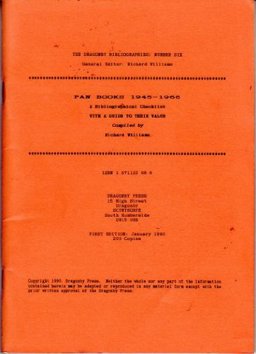 THE DRAGONBY BIBLIOGRAPHIES: NUMBER SIX
General Editor: Richard Williams
PAN BOOKS 1945-1966
A Bibliographical Checklist
WITH A GUIDE TO THEIR VALUE
Compiled by
Richard Williams
ISBN 1 871122 08 6
DRAGONBY PRESS
15 High Street
Dragonby
SCUNTHORPE
South Humberside
DN15 0BE
FIRST EDITION: January 1990
200 Copies
Copyright 1990 Dragonby Press. Neither the whole nor any part of the information
contained herein may be adapted or reproduced in any material form except with the
prior written approval of the Dragonby Press.